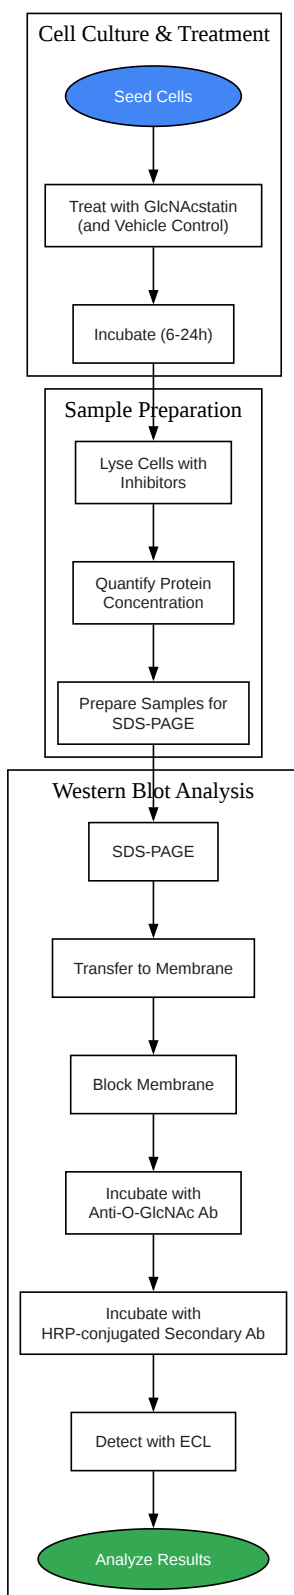 Cell Culture & Treatment
Seed Cells
Treat with GlcNAcstatin
(and Vehicle Control)
Incubate (6-24h)
Sample Preparation
Lyse Cells with
Inhibitors
Quantify Protein
Concentration
Prepare Samples for
SDS-PAGE
Western Blot Analysis
SDS-PAGE
Transfer to Membrane
Block Membrane
Incubate with
Anti-O-GlcNAc Ab
Incubate with
HRP-conjugated Secondary Ab
Detect with ECL
Analyze Results